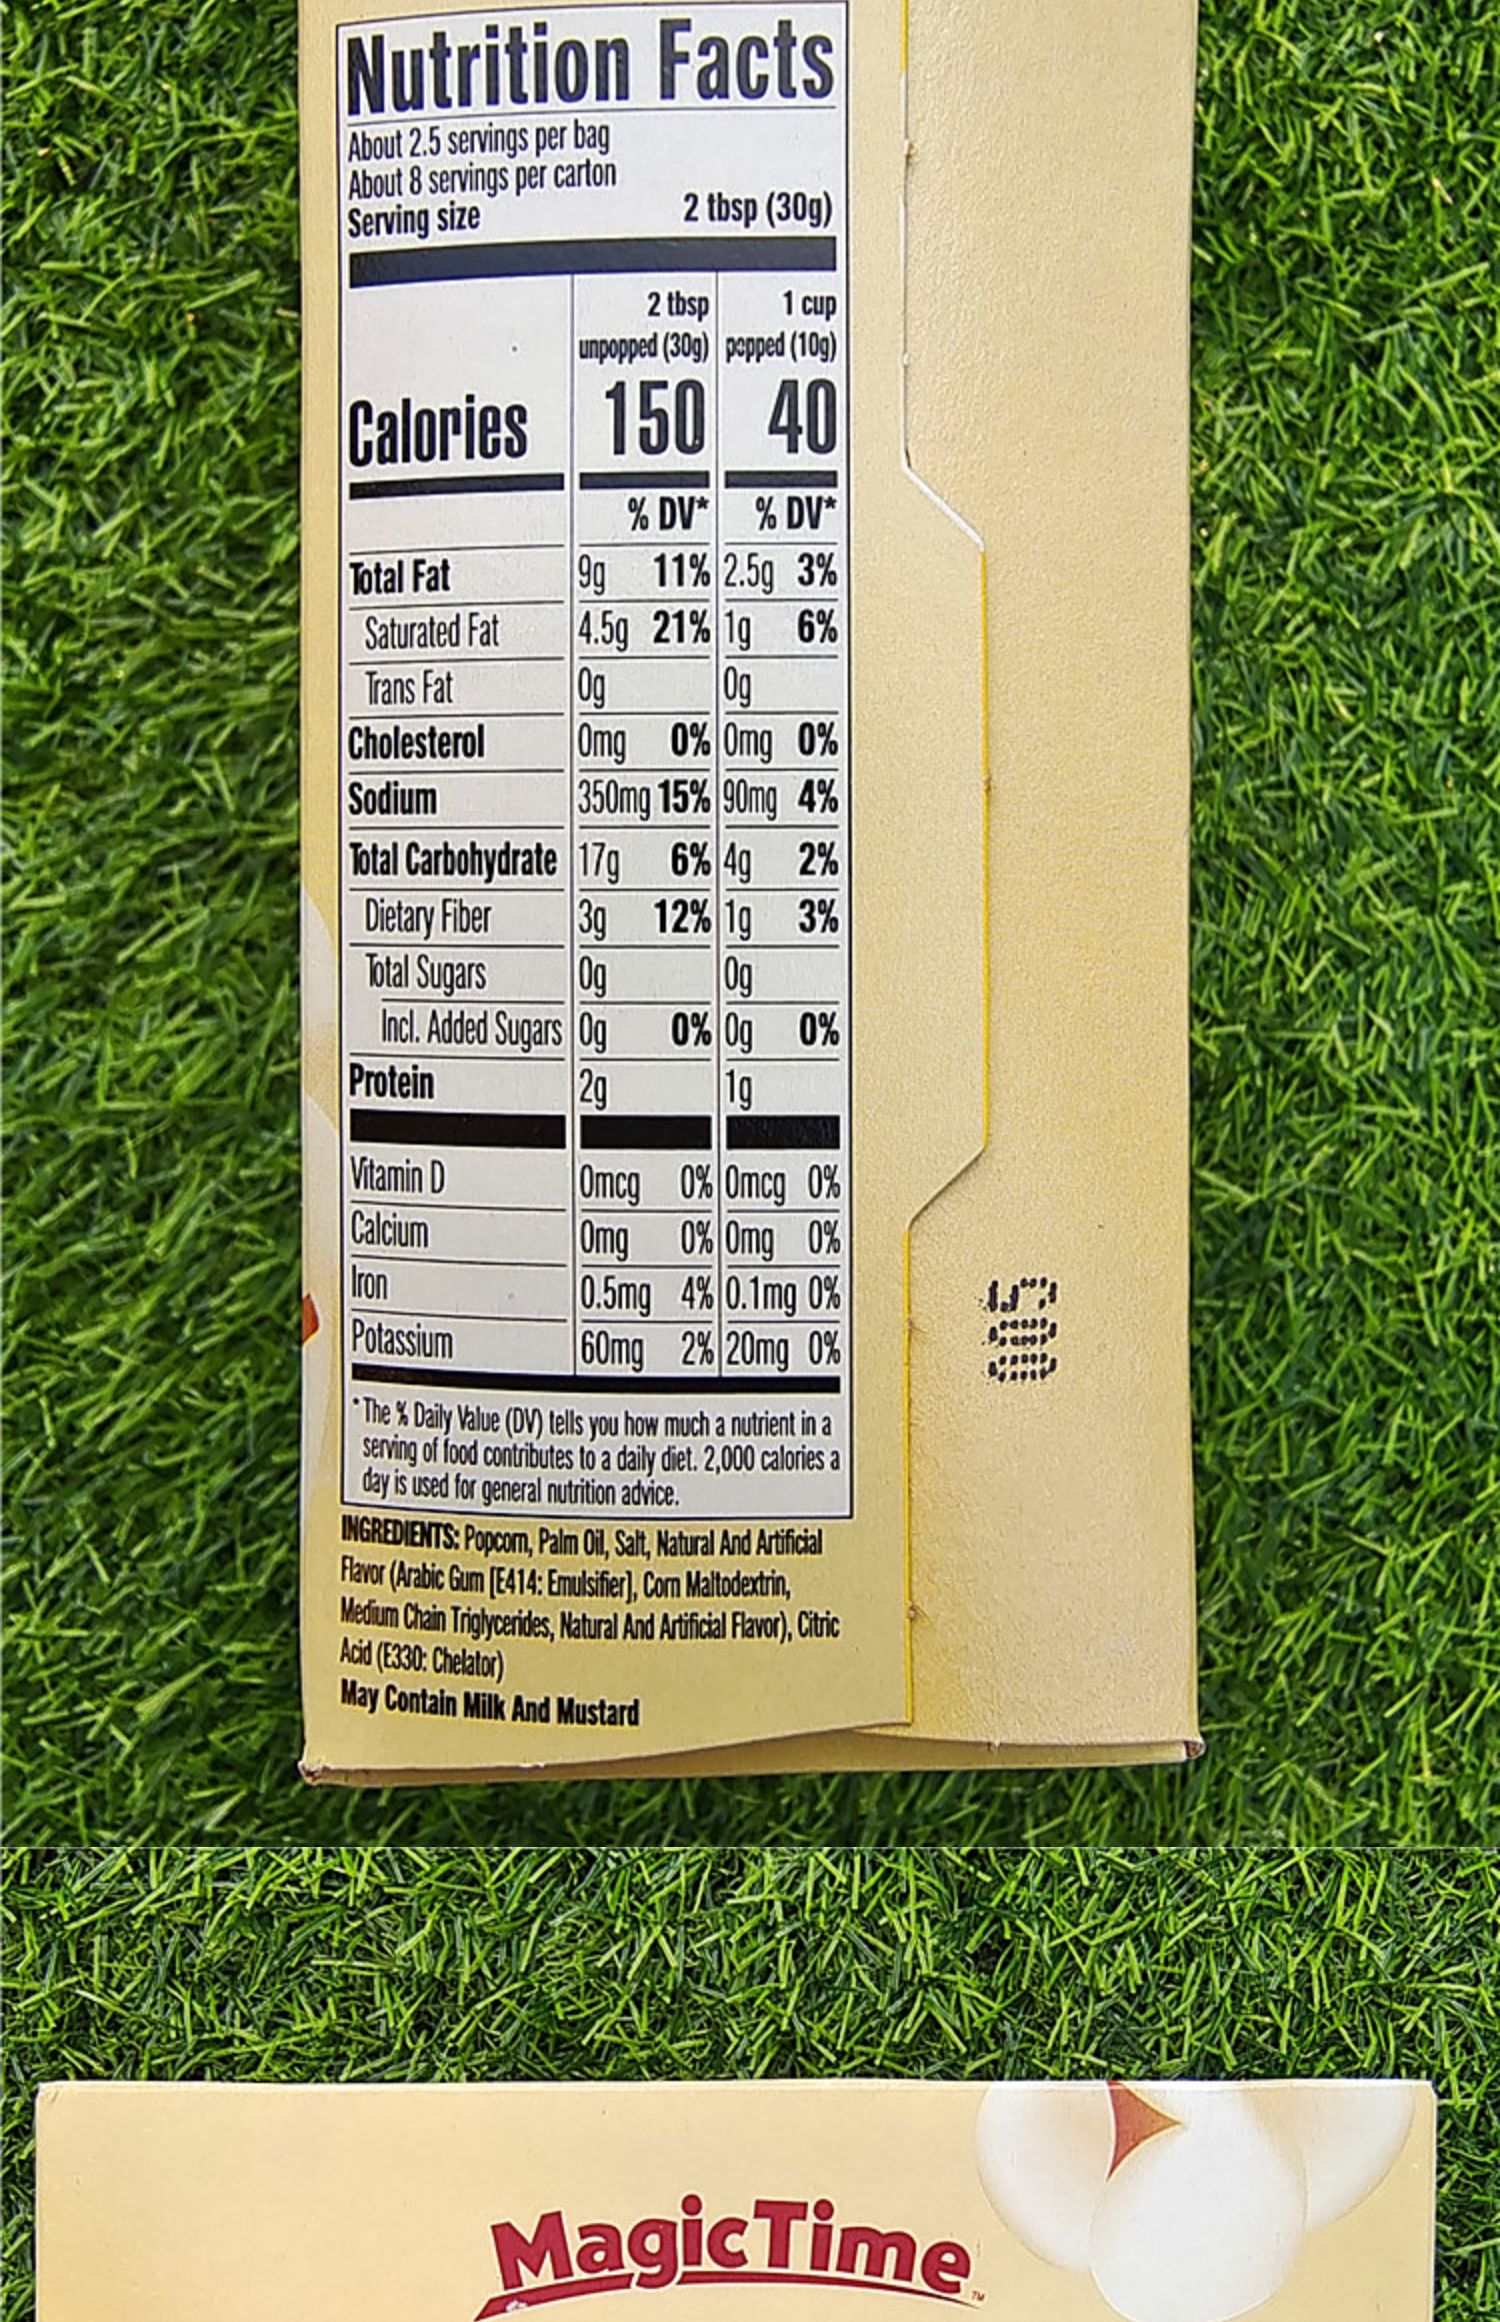 Nutrition Facts
About 2.5 servings per bag
About 8 servings per carton
Serving size 2 tbsp (30g)
2 tbsp 1 cup
unpopped (30g) popped (10g)
Calories 150 40
% DV* % DV*
Total Fat 9g 11% 2.5g 3%
Saturated Fat 4.5g 21% 1g 6%
Trans Fat 0g 0g
Cholesterol 0mg 0% 0mg 0%
Sodium 350mg 15% 90mg 4%
Total Carbohydrate 17g 6% 4g 2%
Dietary Fiber 3g 12% 1g 3%
Total Sugars 0g 0g
Incl. Added Sugars 0g 0% 0g 0%
Protein 2g 1g
Vitamin D 0mcg 0% 0mcg 0%
Calcium 0mg 0% 0mg 0%
Iron 0.5mg 4% 0.1mg 0%
Potassium 60mg 2% 20mg 0%
*The % Daily Value (DV) tells you how much a nutrient in a
serving of food contributes to a daily diet. 2,000 calories a
day is used for general nutrition advice.
INGREDIENTS: Popcorn, Palm Oil, Salt, Natural And Artificial
Flavor (Arabic Gum [E414: Emulsifier], Corn Maltodextrin,
Medium Chain Triglycerides, Natural And Artificial Flavor), Citric
Acid (E330: Chelator)
May Contain Milk And Mustard
MagicTime™